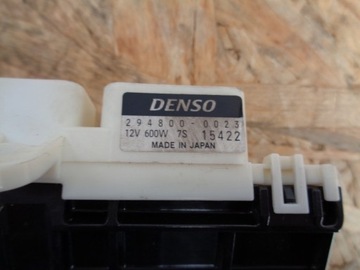 DENSO
294800-0023
12V 600W 7S 15422
MADE IN JAPAN